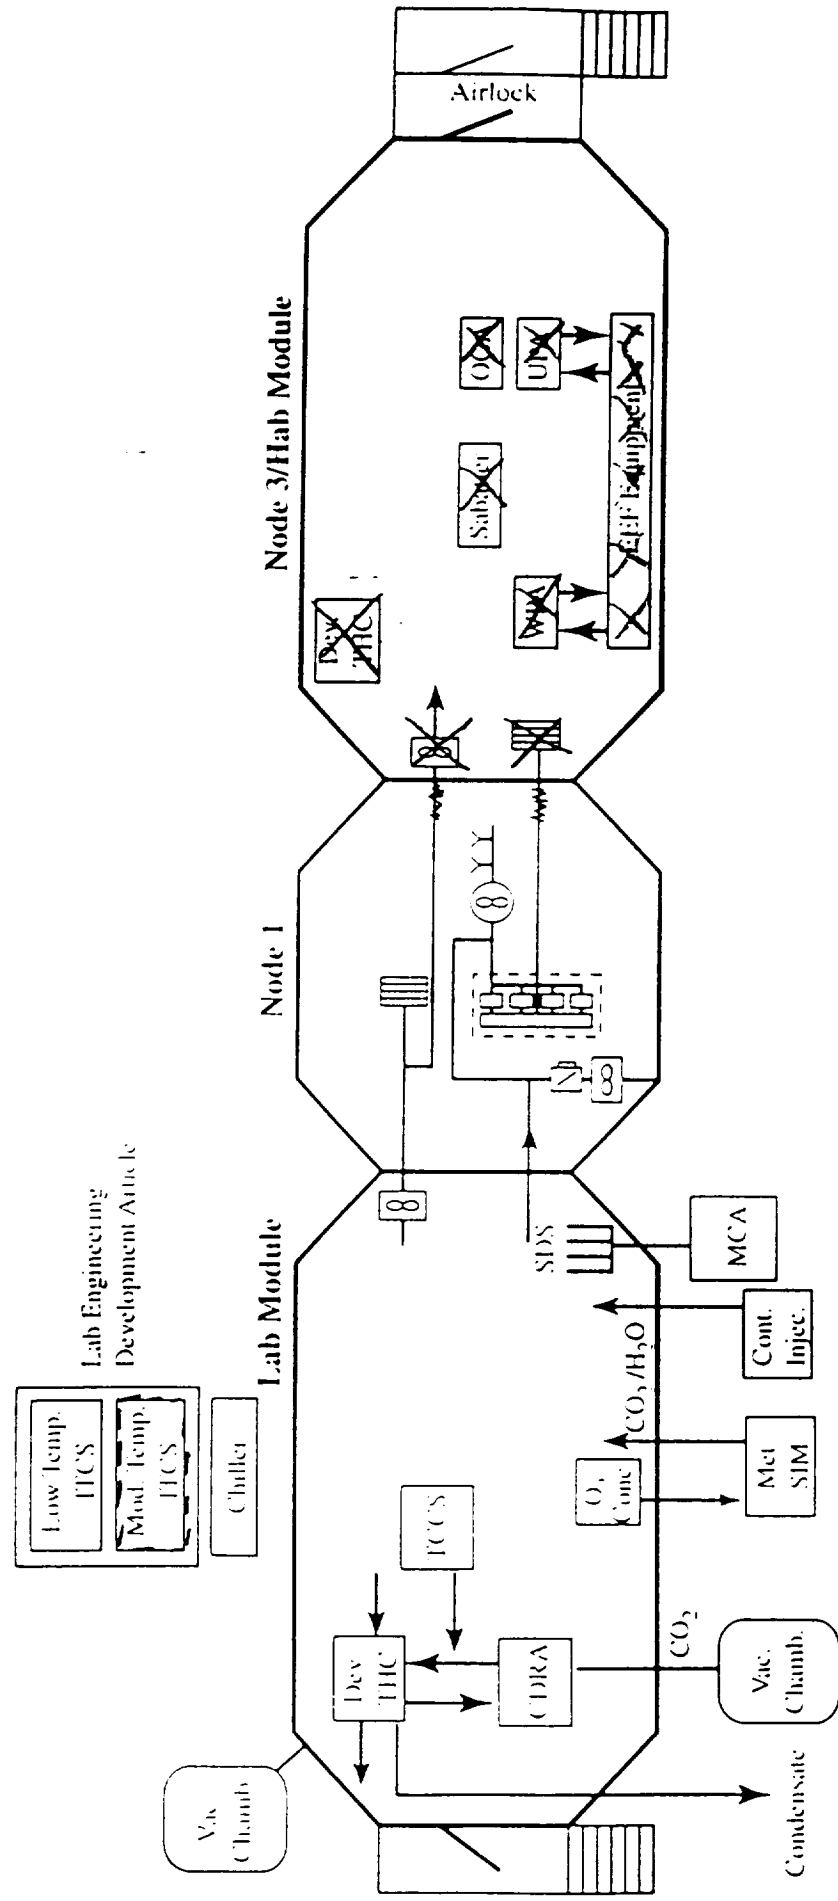 Airlock
Node 3/Hab Module
Dev
THC
Sabatier
OGA
WPA
UPA
EEF Equipment
Node 1
Lab Engineering
Development Article
Low Temp.
ITCS
Mod. Temp.
ITCS
Chiller
Lab Module
Vac.
Chamb.
Dev
THC
TCCS
CDRA
O₂
Conc
SDS
CO₂
CO₂/H₂O
Vac.
Chamb.
Met
SIM
Cont.
Injec.
MCA
Condensate